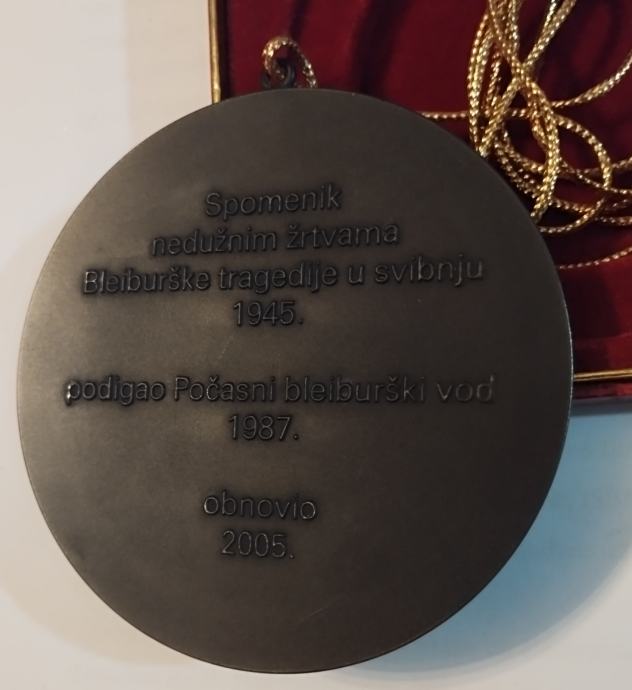 Spomenik
nedužnim žrtvama
Bleiburške tragedije u svibnju
1945.
podigao Počasni bleiburški vod
1987.
obnovio
2005.